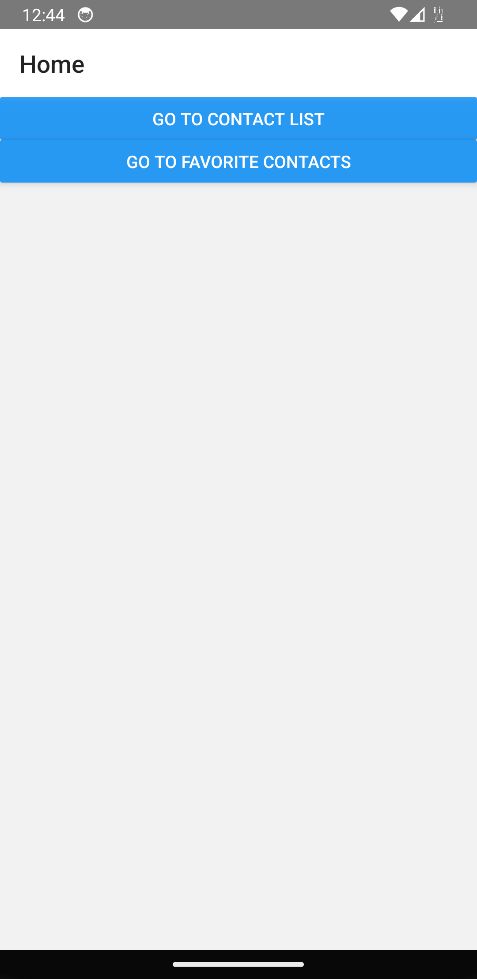 12:44
Home
GO TO CONTACT LIST
GO TO FAVORITE CONTACTS